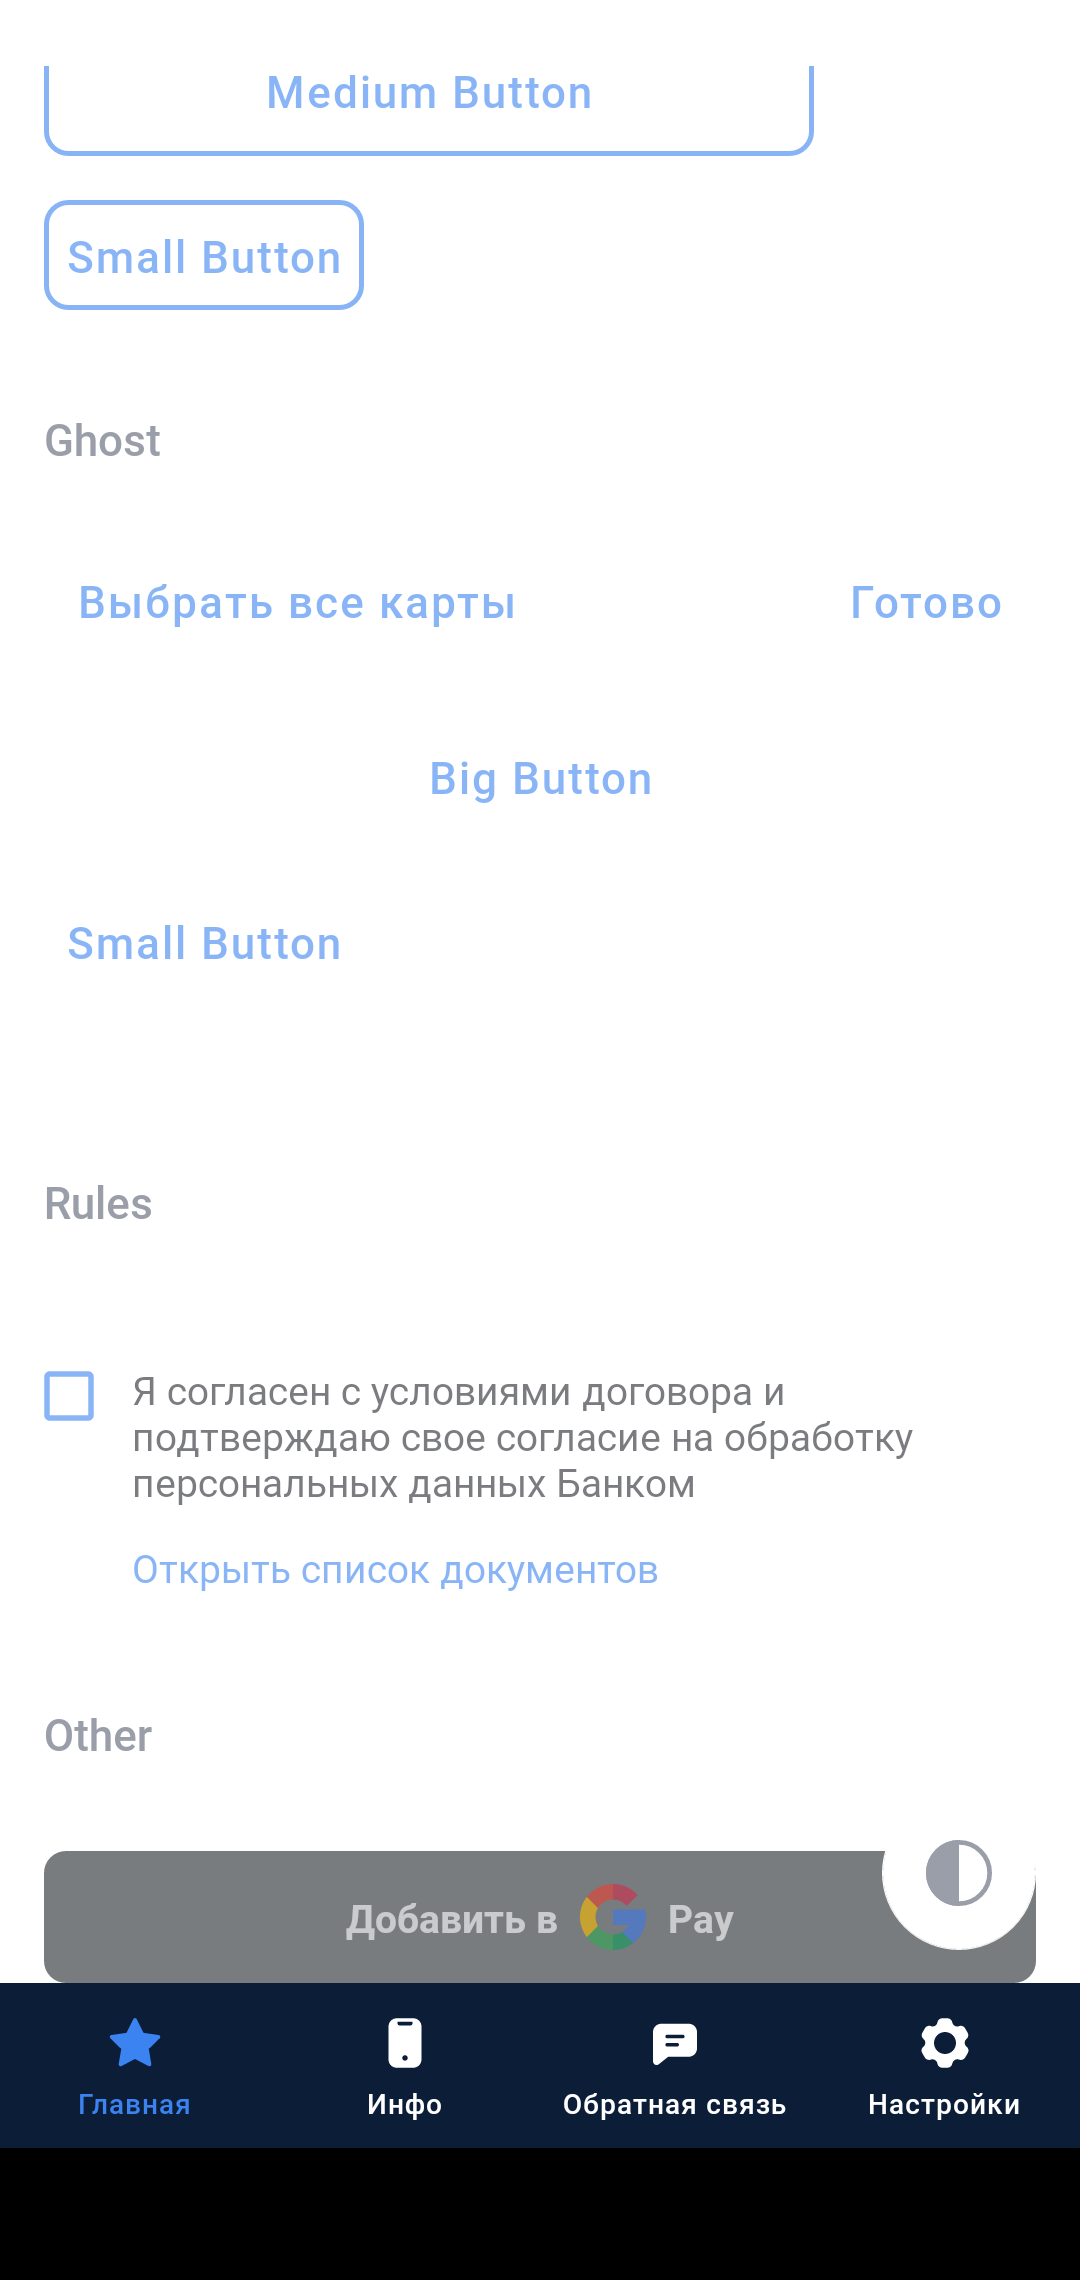 Medium Button
Small Button
Ghost
Выбрать все карты
Готово
Big Button
Small Button
Rules
Я согласен с условиями договора и
подтверждаю свое согласие на обработку
персональных данных Банком
Открыть список документов
Other
Добавить в G Pay
Главная
Инфо
Обратная связь
Настройки